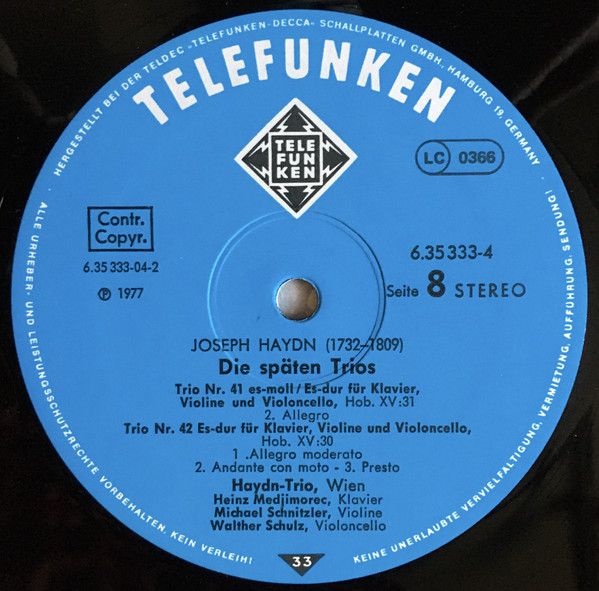 HERGESTELLT BEI DER TELDEC »TELEFUNKEN-DECCA« SCHALLPLATTEN GMBH, HAMBURG 19, GERMANY
TELEFUNKEN
TELE
FUN
KEN
LC 0366
Contr.
Copyr.
6.35 333-04-2
℗ 1977
6.35 333-4
Seite 8 STEREO
JOSEPH HAYDN (1732-1809)
Die späten Trios
Trio Nr. 41 es-moll/Es-dur für Klavier,
Violine und Violoncello, Hob. XV:31
2. Allegro
Trio Nr. 42 Es-dur für Klavier, Violine und Violoncello,
Hob. XV:30
1 .Allegro moderato
2. Andante con moto - 3. Presto
Haydn-Trio, Wien
Heinz Medjimorec, Klavier
Michael Schnitzler, Violine
Walther Schulz, Violoncello
33
ALLE URHEBER- UND LEISTUNGSSCHUTZRECHTE VORBEHALTEN. KEIN VERLEIH!
KEINE UNERLAUBTE VERVIELFÄLTIGUNG, VERMIETUNG, AUFFÜHRUNG, SENDUNG!